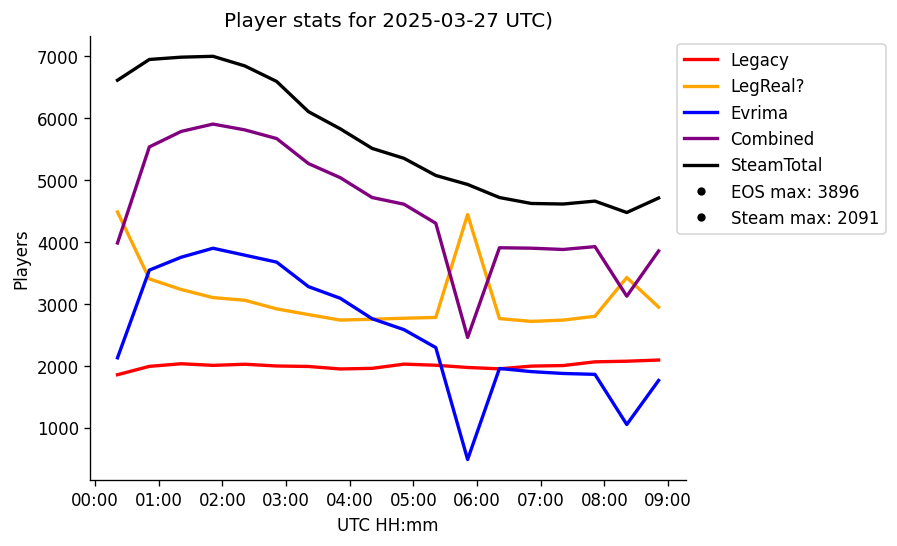 Player stats for 2025-03-27 UTC)
7000
6000
5000
4000
3000
2000
1000
Players
00:00 01:00 02:00 03:00 04:00 05:00 06:00 07:00 08:00 09:00
UTC HH:mm
Legacy
LegReal?
Evrima
Combined
SteamTotal
EOS max: 3896
Steam max: 2091